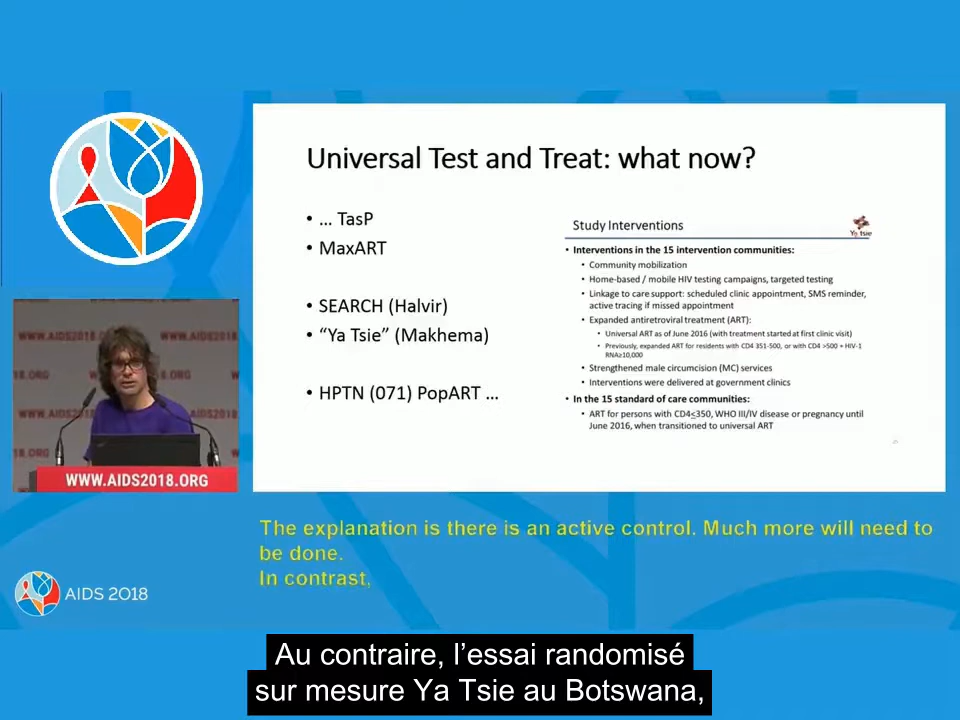 Universal Test and Treat: what now?
• ... TasP
• MaxART
• SEARCH (Halvir)
• “Ya Tsie” (Makhema)
• HPTN (071) PopART ...
Study Interventions
Ya tsie
• Interventions in the 15 intervention communities:
• Community mobilization
• Home-based / mobile HIV testing campaigns, targeted testing
• Linkage to care support: scheduled clinic appointment, SMS reminder,
active tracing if missed appointment
• Expanded antiretroviral treatment (ART):
• Universal ART as of June 2016 (with treatment started at first clinic visit)
• Previously, expanded ART for residents with CD4 351-500, or with CD4 >500 + HIV-1
RNA≥10,000
• Strengthened male circumcision (MC) services
• Interventions were delivered at government clinics
• In the 15 standard of care communities:
• ART for persons with CD4≤350, WHO III/IV disease or pregnancy until
June 2016, when transitioned to universal ART
WWW.AIDS2018.ORG
The explanation is there is an active control. Much more will need to
be done.
In contrast,
AIDS 2018
Au contraire, l’essai randomisé
sur mesure Ya Tsie au Botswana,